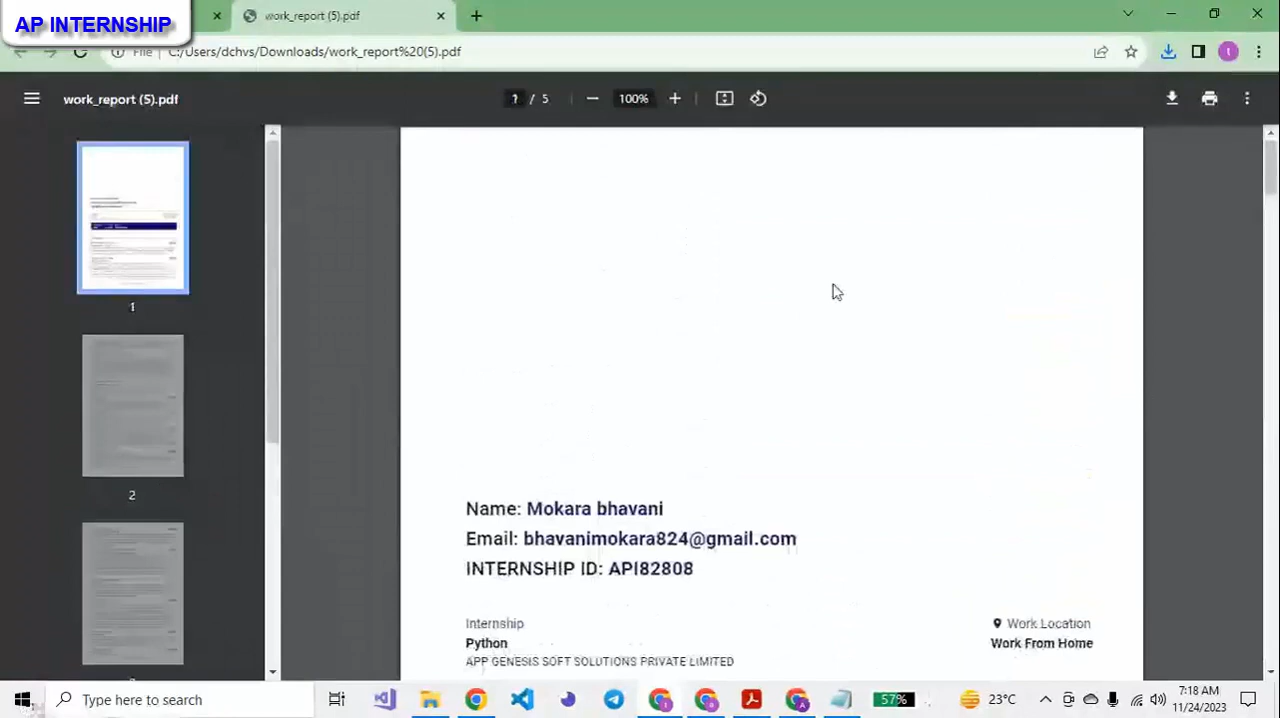 AP INTERNSHIP
work_report (5).pdf
File
C:/Users/dchvs/Downloads/work_report%20(5).pdf
work_report (5).pdf
1 / 5
100%
1
2
Name: Mokara bhavani
Email: bhavanimokara824@gmail.com
INTERNSHIP ID: API82808
Internship
Work Location
Python
Work From Home
APP GENESIS SOFT SOLUTIONS PRIVATE LIMITED
Type here to search
57%
23°C
7:18 AM
11/24/2023